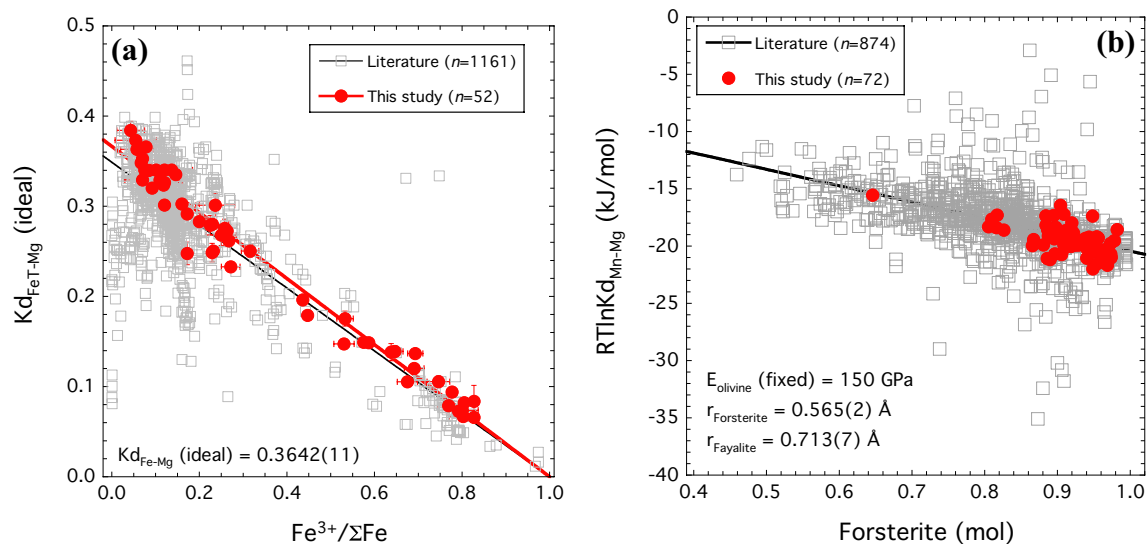 (a)
Literature (n=1161)
This study (n=52)
0.5
0.4
0.3
0.2
0.1
0.0
Kd_FeT-Mg (ideal)
Kd_Fe-Mg (ideal) = 0.3642(11)
0.0 0.2 0.4 0.6 0.8 1.0
Fe³⁺/ΣFe
(b)
Literature (n=874)
This study (n=72)
0
-5
-10
-15
-20
-25
-30
-35
-40
RTlnKd_Mn-Mg (kJ/mol)
E_olivine (fixed) = 150 GPa
r_Forsterite = 0.565(2) Å
r_Fayalite = 0.713(7) Å
0.4 0.5 0.6 0.7 0.8 0.9 1.0
Forsterite (mol)